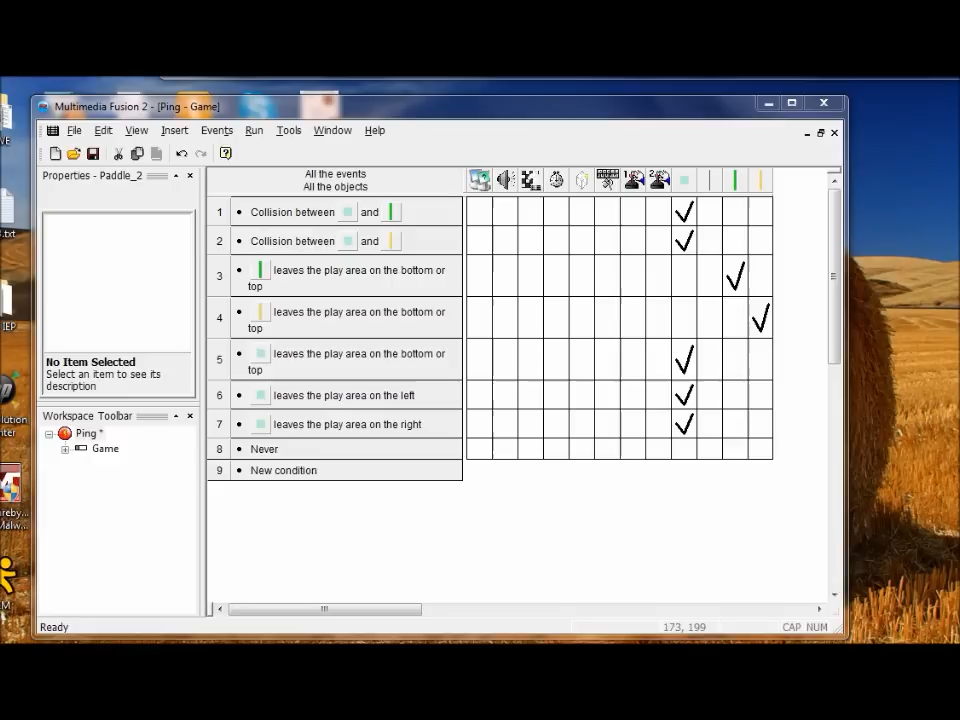 Multimedia Fusion 2 - [Ping - Game]
File Edit View Insert Events Run Tools Window Help
Properties - Paddle_2
All the events
All the objects
1 • Collision between and
2 • Collision between and
3 • leaves the play area on the bottom or
top
4 • leaves the play area on the bottom or
top
5 • leaves the play area on the bottom or
top
6 • leaves the play area on the left
7 • leaves the play area on the right
8 • Never
9 • New condition
No Item Selected
Select an item to see its
description
Workspace Toolbar
Ping *
Game
Ready
173, 199
CAP NUM
IEP